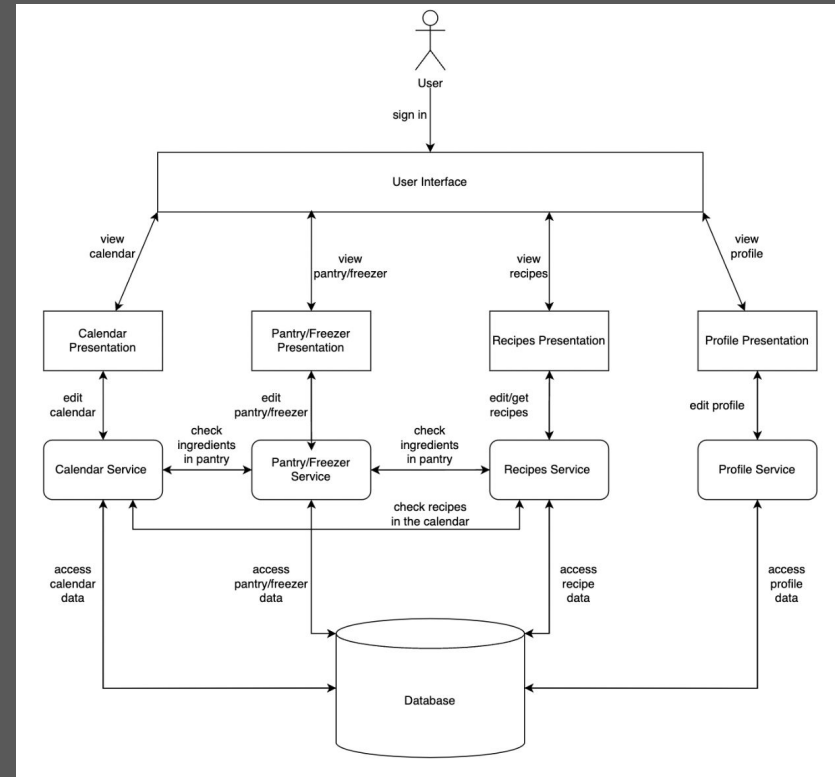 User
sign in
User Interface
view
calendar
view
pantry/freezer
view
recipes
view
profile
Calendar
Presentation
Pantry/Freezer
Presentation
Recipes Presentation
Profile Presentation
edit
calendar
edit
pantry/freezer
edit/get
recipes
edit profile
check
ingredients
in pantry
check
ingredients
in pantry
Calendar Service
Pantry/Freezer
Service
Recipes Service
Profile Service
check recipes
in the calendar
access
calendar
data
access
pantry/freezer
data
access
recipe
data
access
profile
data
Database